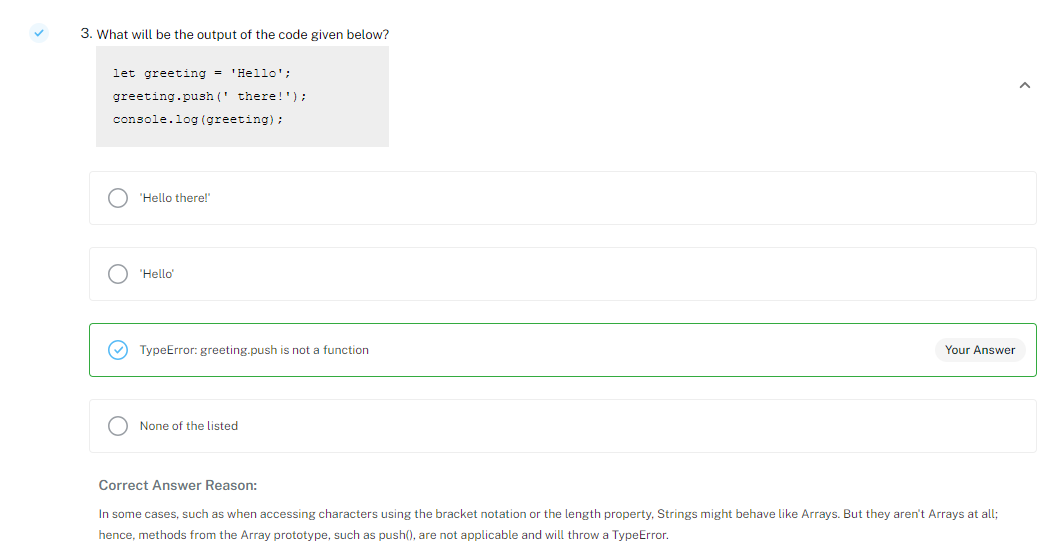 3. What will be the output of the code given below?
let greeting = 'Hello';
greeting.push(' there!');
console.log(greeting);
'Hello there!'
'Hello'
TypeError: greeting.push is not a function
Your Answer
None of the listed
Correct Answer Reason:
In some cases, such as when accessing characters using the bracket notation or the length property, Strings might behave like Arrays. But they aren't Arrays at all;
hence, methods from the Array prototype, such as push(), are not applicable and will throw a TypeError.